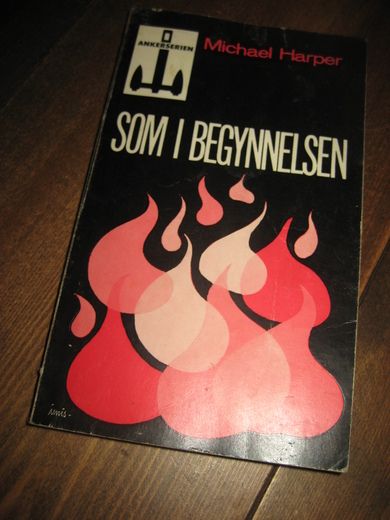 ANKERSERIEN
Michael Harper
SOM I BEGYNNELSEN